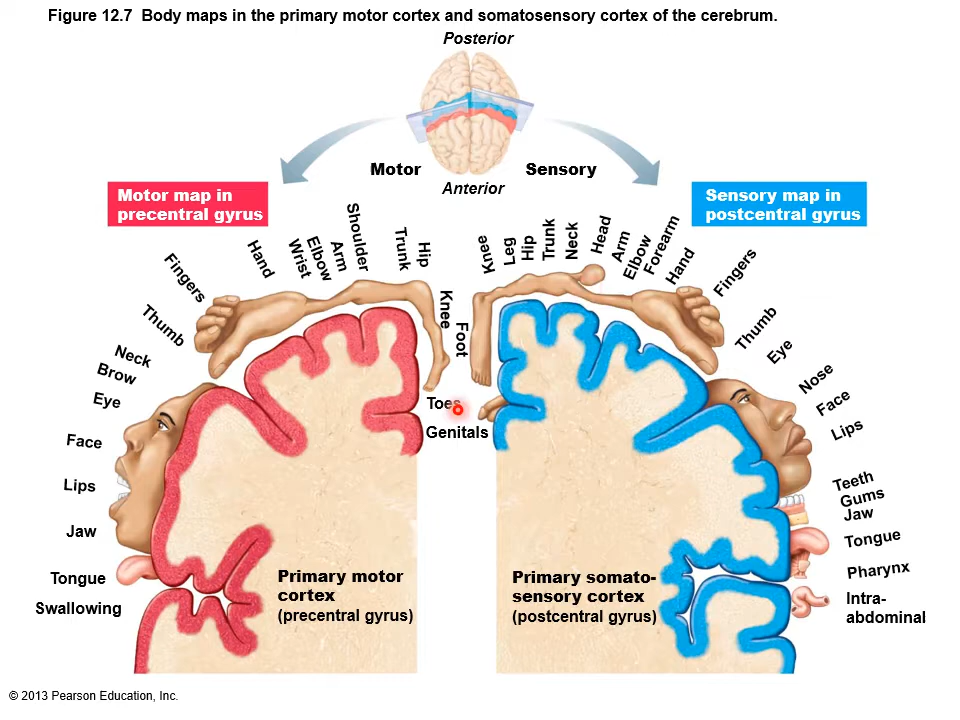 Figure 12.7 Body maps in the primary motor cortex and somatosensory cortex of the cerebrum.
Posterior
Motor
Sensory
Anterior
Motor map in
precentral gyrus
Sensory map in
postcentral gyrus
Swallowing
Tongue
Jaw
Lips
Face
Eye
Brow
Neck
Thumb
Fingers
Hand
Wrist
Elbow
Arm
Shoulder
Trunk
Hip
Knee
Foot
Toes
Genitals
Knee
Leg
Hip
Trunk
Neck
Head
Arm
Elbow
Forearm
Hand
Fingers
Thumb
Eye
Nose
Face
Lips
Teeth
Gums
Jaw
Tongue
Pharynx
Intra-
abdominal
Primary motor
cortex
(precentral gyrus)
Primary somato-
sensory cortex
(postcentral gyrus)
© 2013 Pearson Education, Inc.